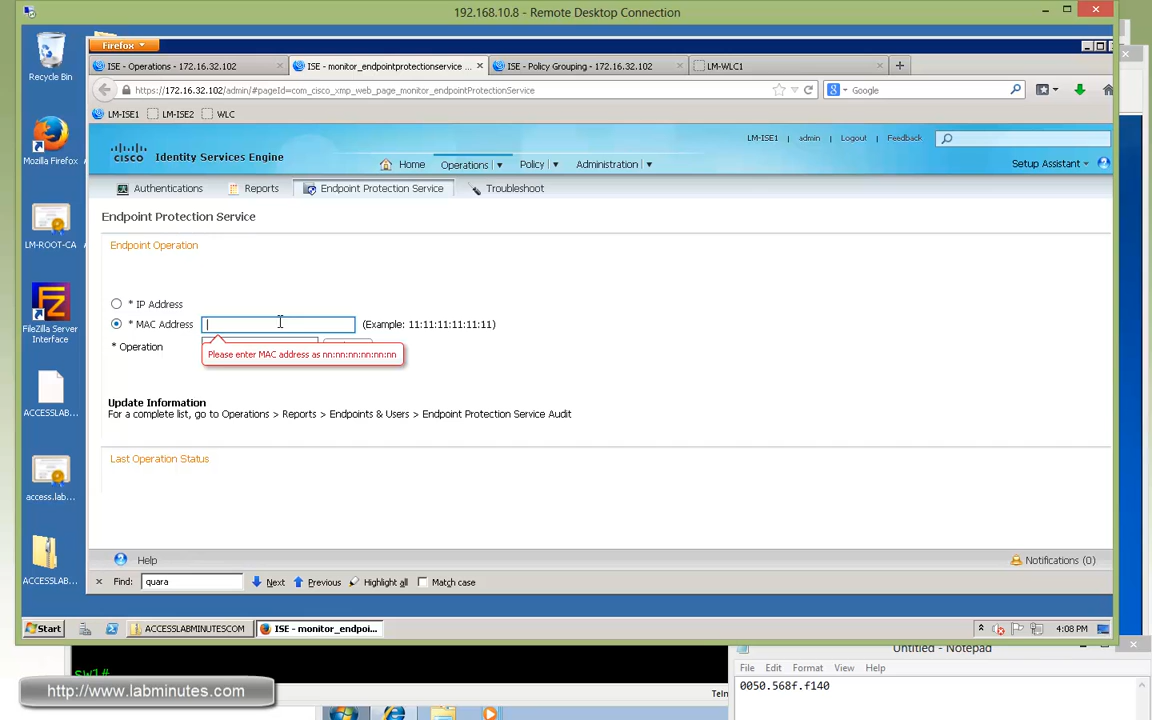 192.168.10.8 - Remote Desktop Connection
Recycle Bin
Mozilla Firefox
LM-ROOT-CA
FileZilla Server Interface
ACCESSLAB...
access.lab...
ACCESSLAB...
Firefox
ISE - Operations - 172.16.32.102
ISE - monitor_endpointprotectionservice ...
ISE - Policy Grouping - 172.16.32.102
LM-WLC1
https://172.16.32.102/admin/#pageId=com_cisco_xmp_web_page_monitor_endpointProtectionService
Google
LM-ISE1
LM-ISE2
WLC
LM-ISE1 | admin | Logout | Feedback
CISCO Identity Services Engine
Home
Operations
Policy
Administration
Setup Assistant
Authentications
Reports
Endpoint Protection Service
Troubleshoot
Endpoint Protection Service
Endpoint Operation
* IP Address
* MAC Address
(Example: 11:11:11:11:11:11)
* Operation
Please enter MAC address as nn:nn:nn:nn:nn:nn
Update Information
For a complete list, go to Operations > Reports > Endpoints & Users > Endpoint Protection Service Audit
Last Operation Status
Help
Notifications (0)
Find: quara
Next
Previous
Highlight all
Match case
Start
ACCESSLABMINUTESCOM
ISE - monitor_endpoi...
4:08 PM
sw1#
Untitled - Notepad
File Edit Format View Help
0050.568f.f140
http://www.labminutes.com
Teln